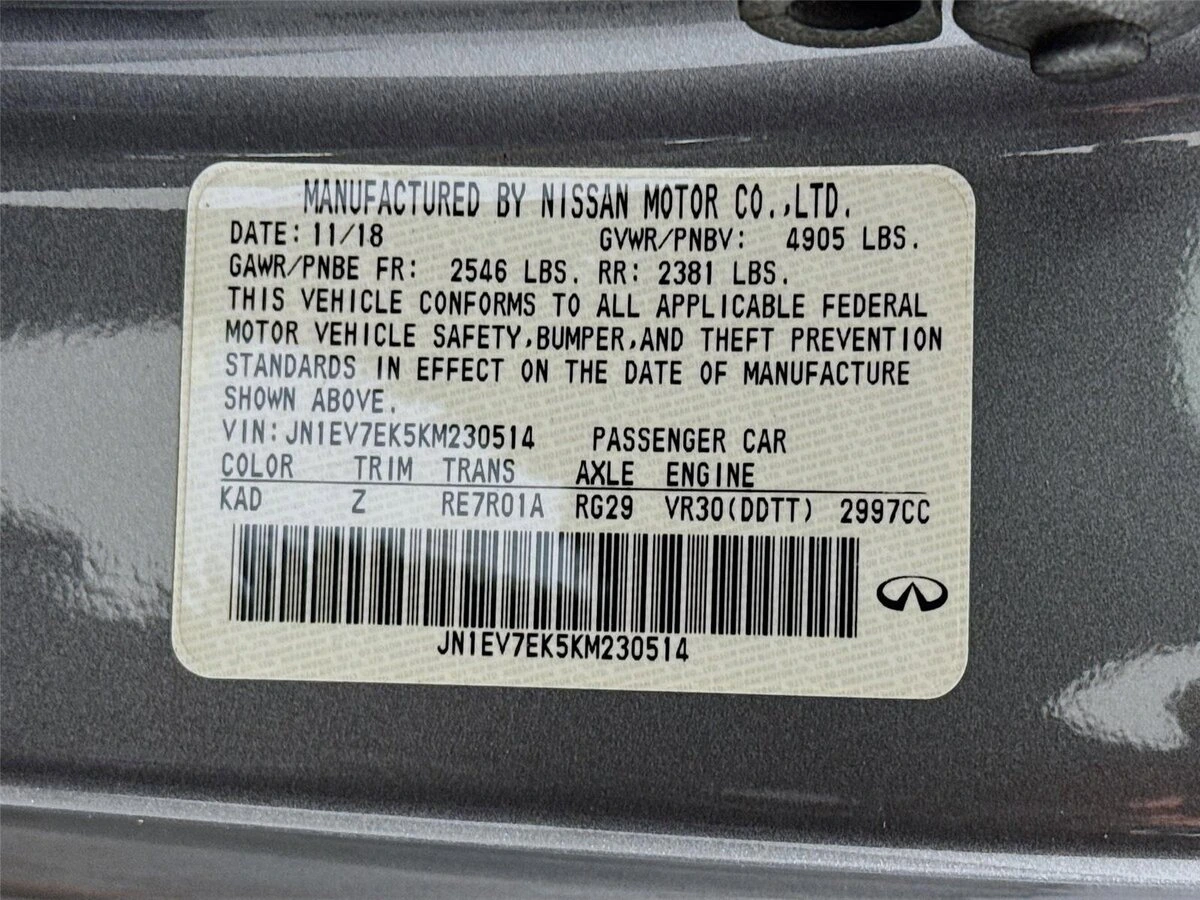 MANUFACTURED BY NISSAN MOTOR CO.,LTD.
DATE: 11/18 GVWR/PNBV: 4905 LBS.
GAWR/PNBE FR: 2546 LBS. RR: 2381 LBS.
THIS VEHICLE CONFORMS TO ALL APPLICABLE FEDERAL
MOTOR VEHICLE SAFETY,BUMPER,AND THEFT PREVENTION
STANDARDS IN EFFECT ON THE DATE OF MANUFACTURE
SHOWN ABOVE.
VIN: JN1EV7EK5KM230514 PASSENGER CAR
COLOR TRIM TRANS AXLE ENGINE
KAD Z RE7R01A RG29 VR30(DDTT) 2997CC
JN1EV7EK5KM230514